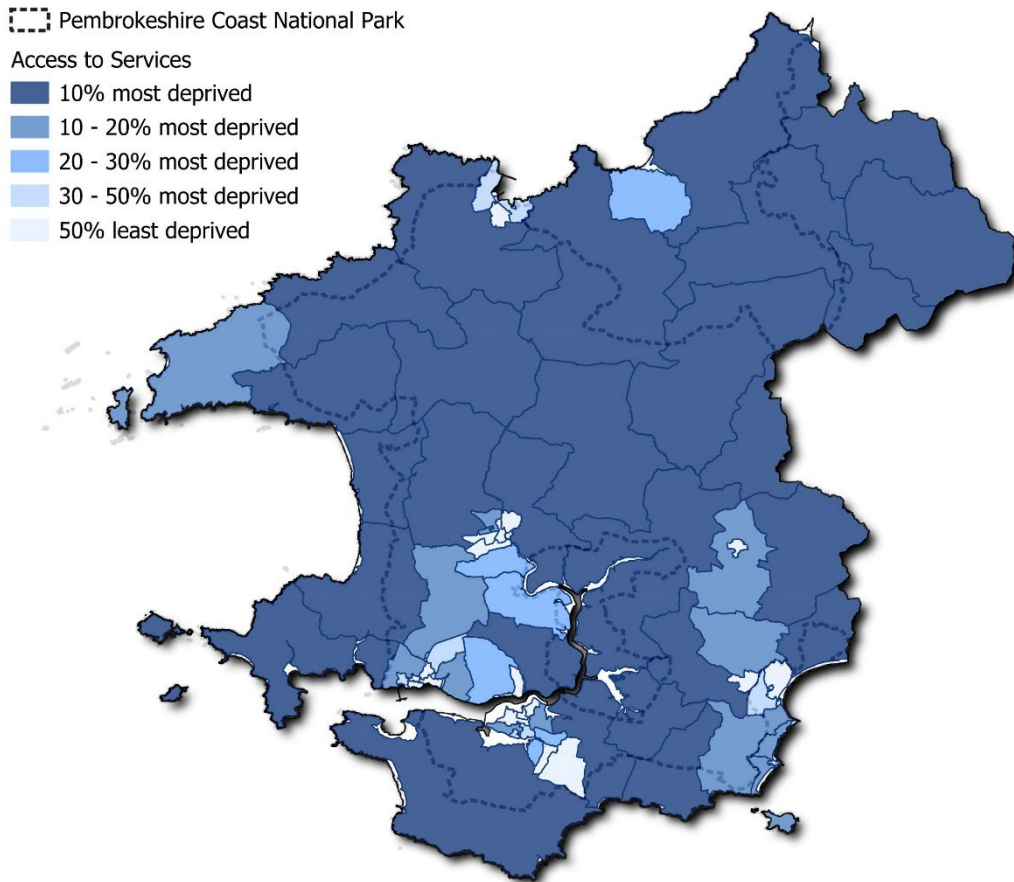 Pembrokeshire Coast National Park
Access to Services
10% most deprived
10 - 20% most deprived
20 - 30% most deprived
30 - 50% most deprived
50% least deprived